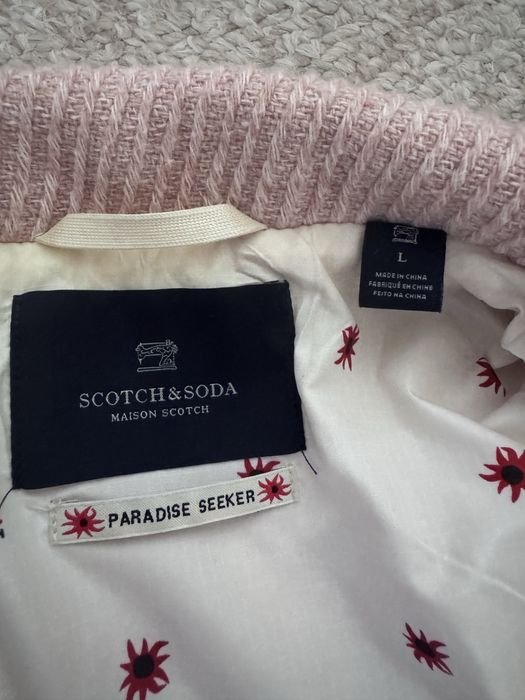 L
MADE IN CHINA
FABRIQUÉ EN CHINE
FEITO NA CHINA
SCOTCH & SODA
MAISON SCOTCH
PARADISE SEEKER